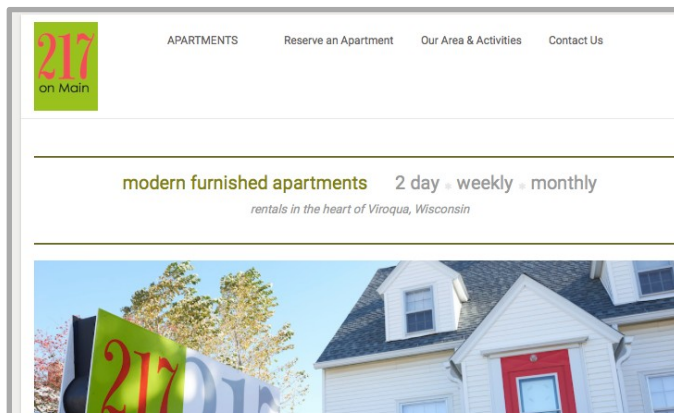 217
on Main
APARTMENTS
Reserve an Apartment
Our Area & Activities
Contact Us
modern furnished apartments 2 day • weekly • monthly
rentals in the heart of Viroqua, Wisconsin
217
217